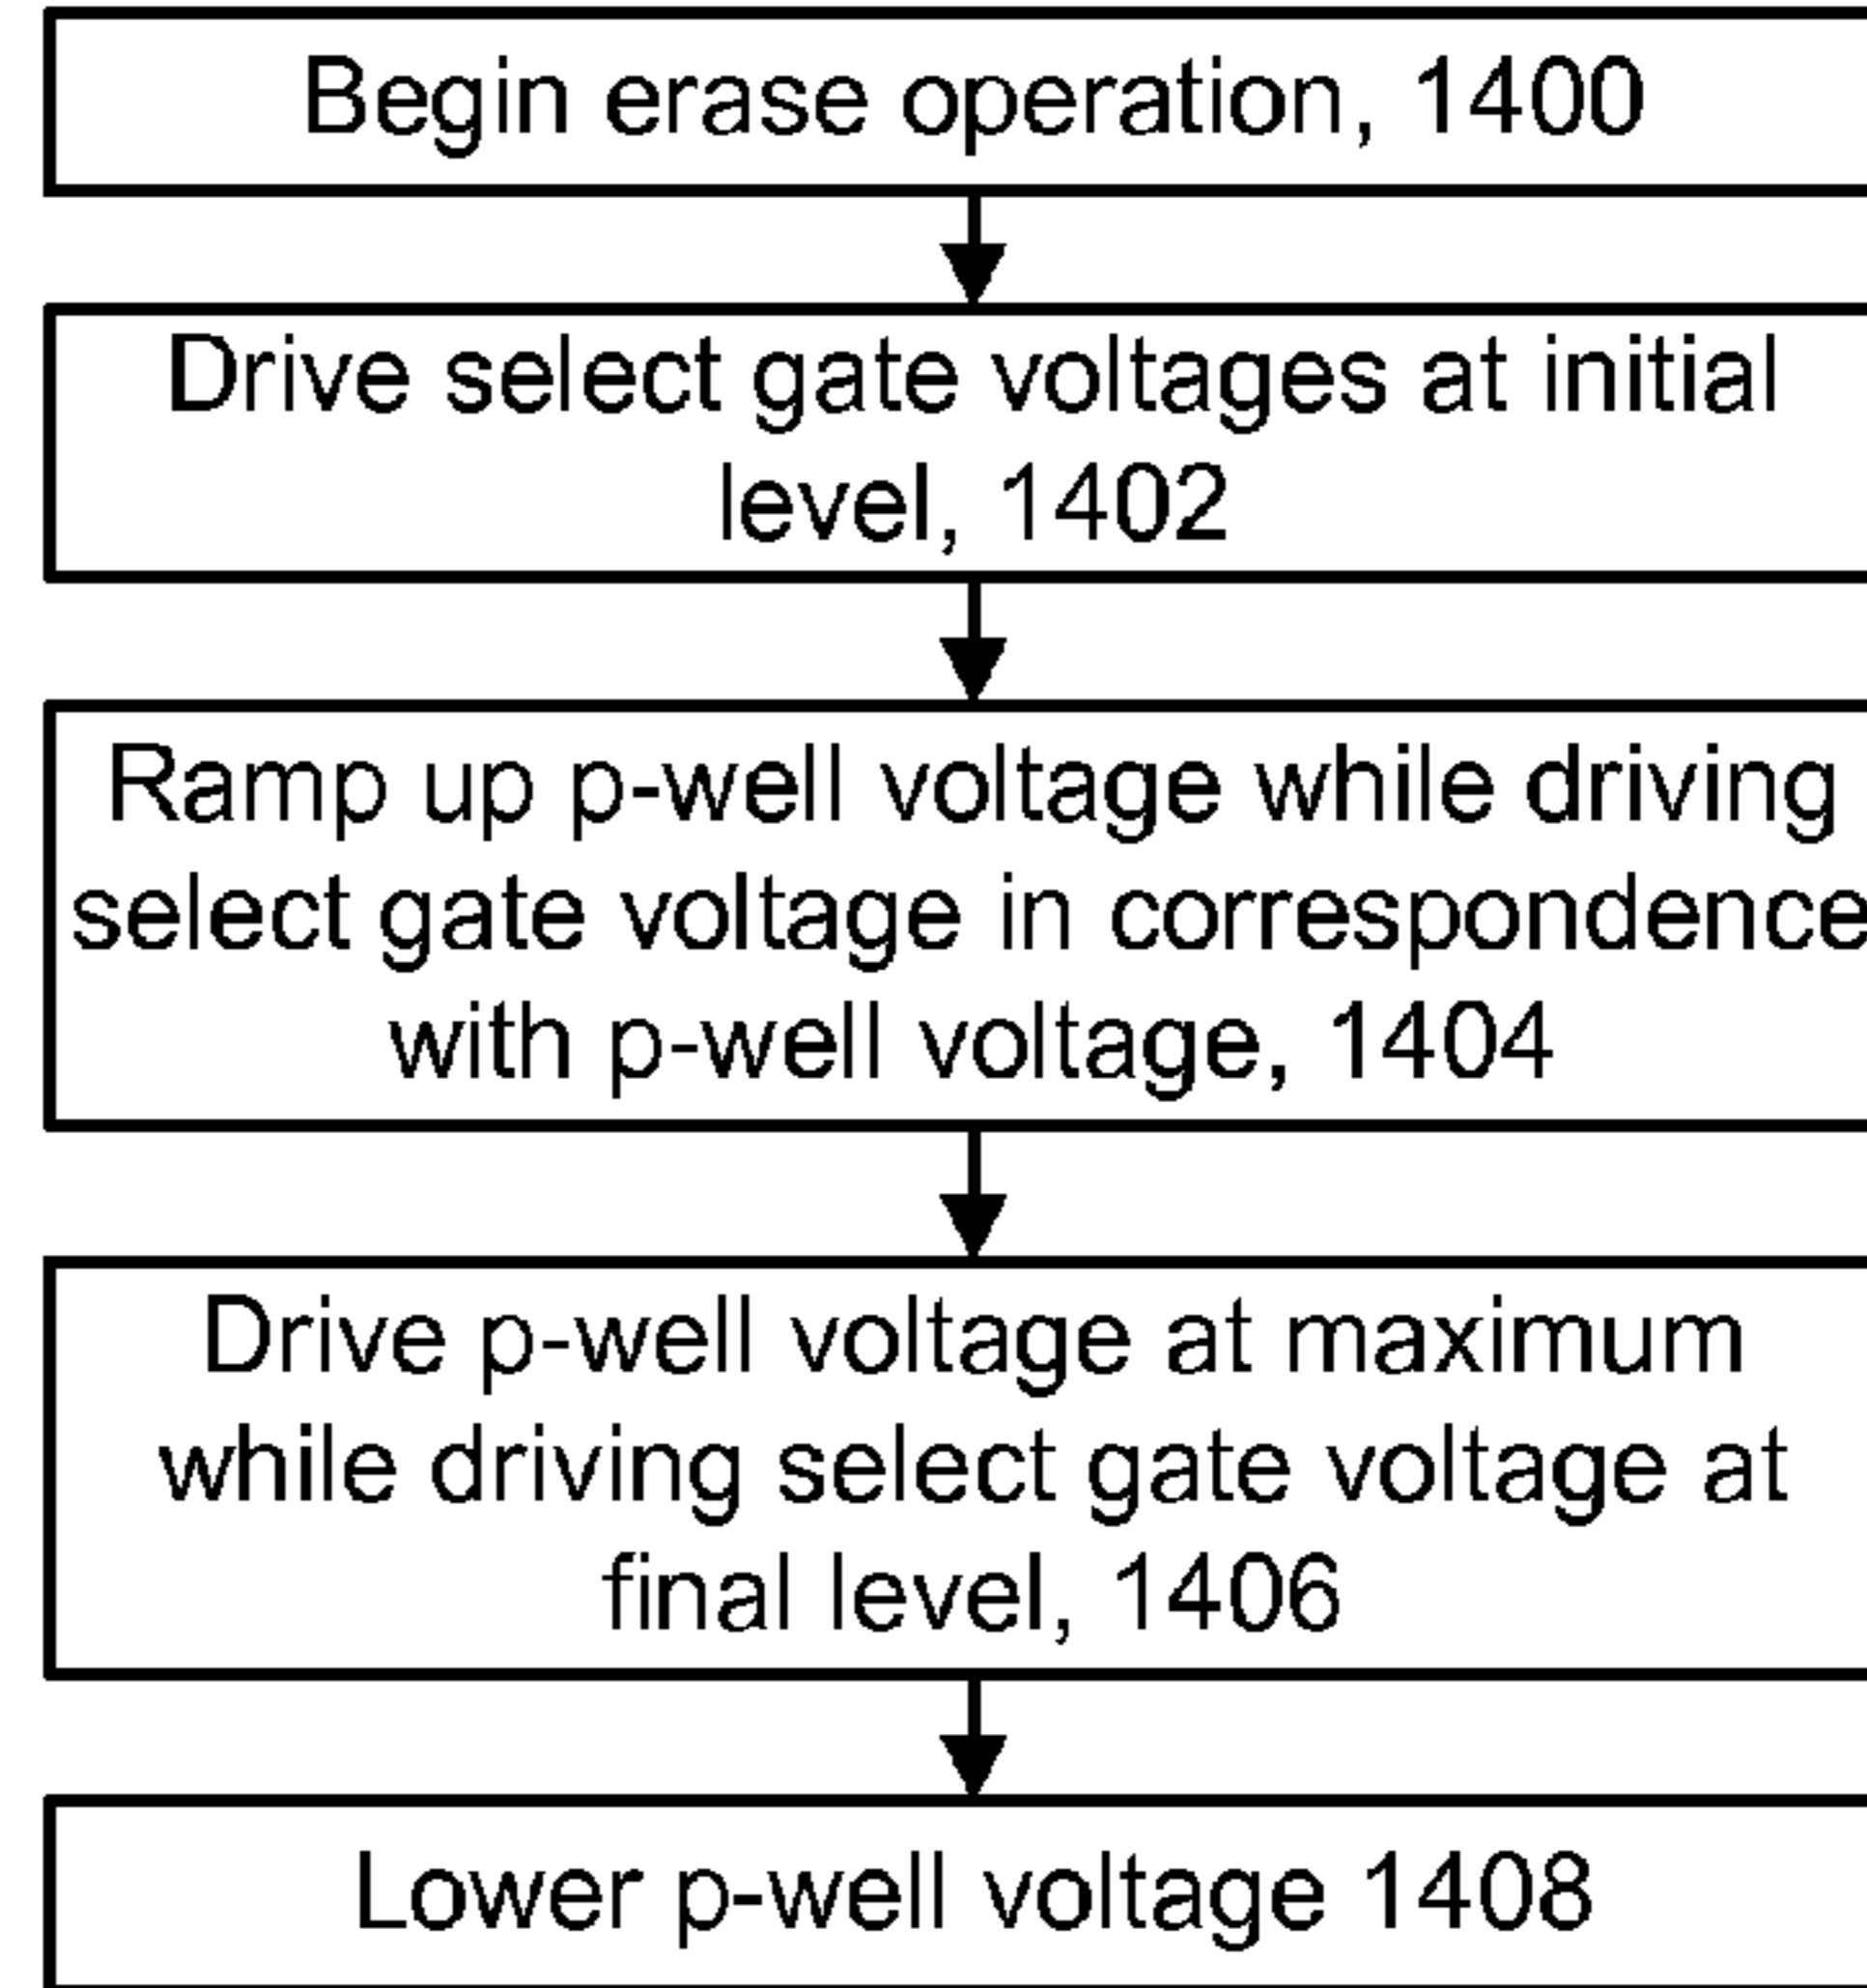 Begin erase operation, 1400
Drive select gate voltages at initial
level, 1402
Ramp up p-well voltage while driving
select gate voltage in correspondence
with p-well voltage, 1404
Drive p-well voltage at maximum
while driving select gate voltage at
final level, 1406
Lower p-well voltage 1408